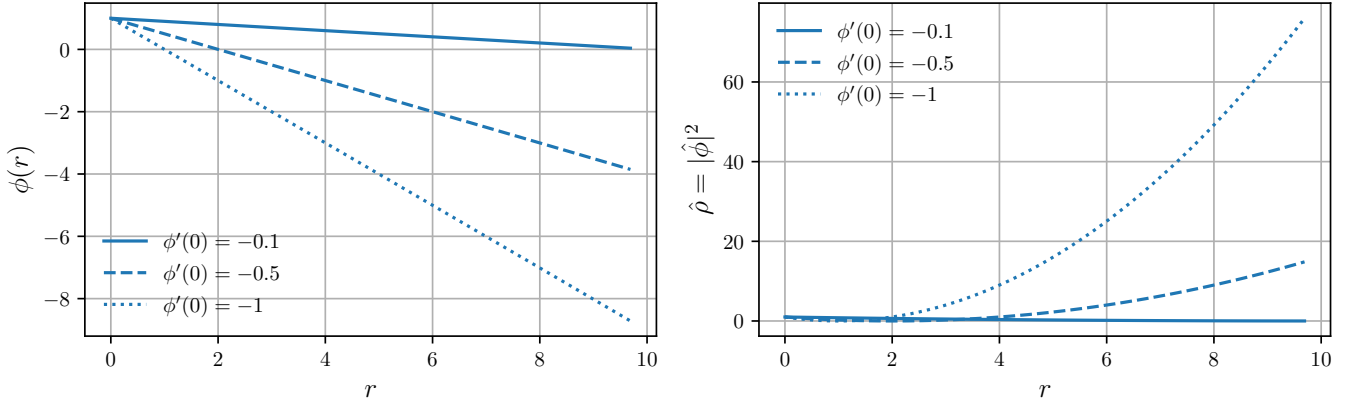 0
−2
−4
−6
−8
ϕ(r)
ϕ′(0) = −0.1
ϕ′(0) = −0.5
ϕ′(0) = −1
0 2 4 6 8 10
r
60
40
20
0
ρ̂ = |ϕ̂|²
ϕ′(0) = −0.1
ϕ′(0) = −0.5
ϕ′(0) = −1
0 2 4 6 8 10
r